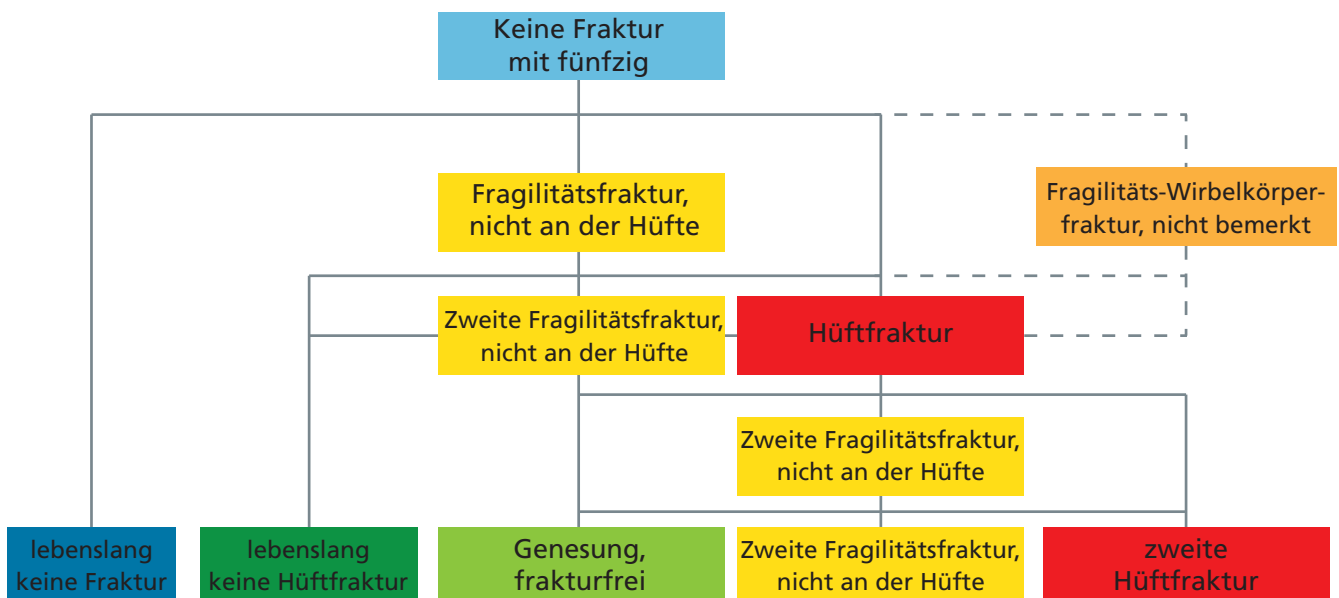 Keine Fraktur
mit fünfzig
Fragilitätsfraktur,
nicht an der Hüfte
Fragilitäts-Wirbelkörper-
fraktur, nicht bemerkt
Zweite Fragilitätsfraktur,
nicht an der Hüfte
Hüftfraktur
Zweite Fragilitätsfraktur,
nicht an der Hüfte
lebenslang
keine Fraktur
lebenslang
keine Hüftfraktur
Genesung,
frakturfrei
Zweite Fragilitätsfraktur,
nicht an der Hüfte
zweite
Hüftfraktur